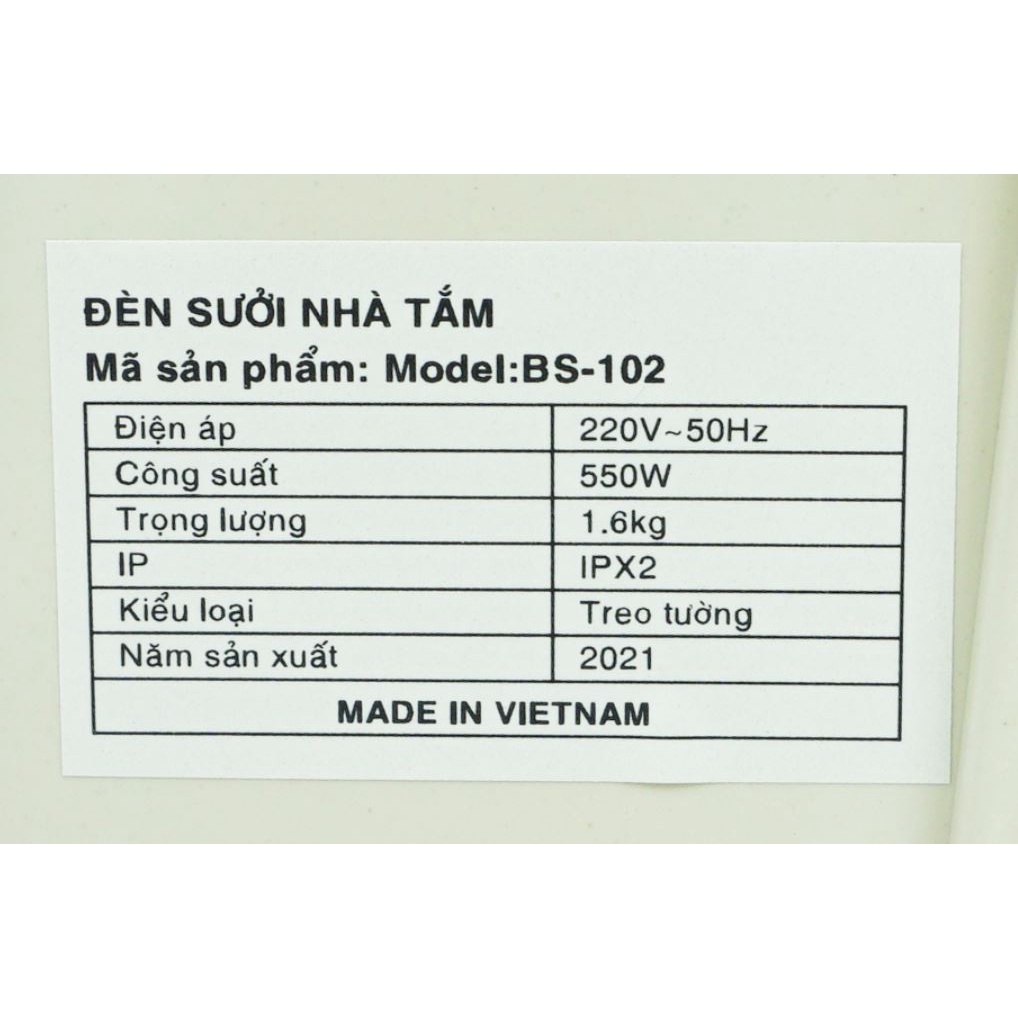 ĐÈN SƯỞI NHÀ TẮM
Mã sản phẩm: Model:BS-102
Điện áp 220V~50Hz
Công suất 550W
Trọng lượng 1.6kg
IP IPX2
Kiểu loại Treo tường
Năm sản xuất 2021
MADE IN VIETNAM